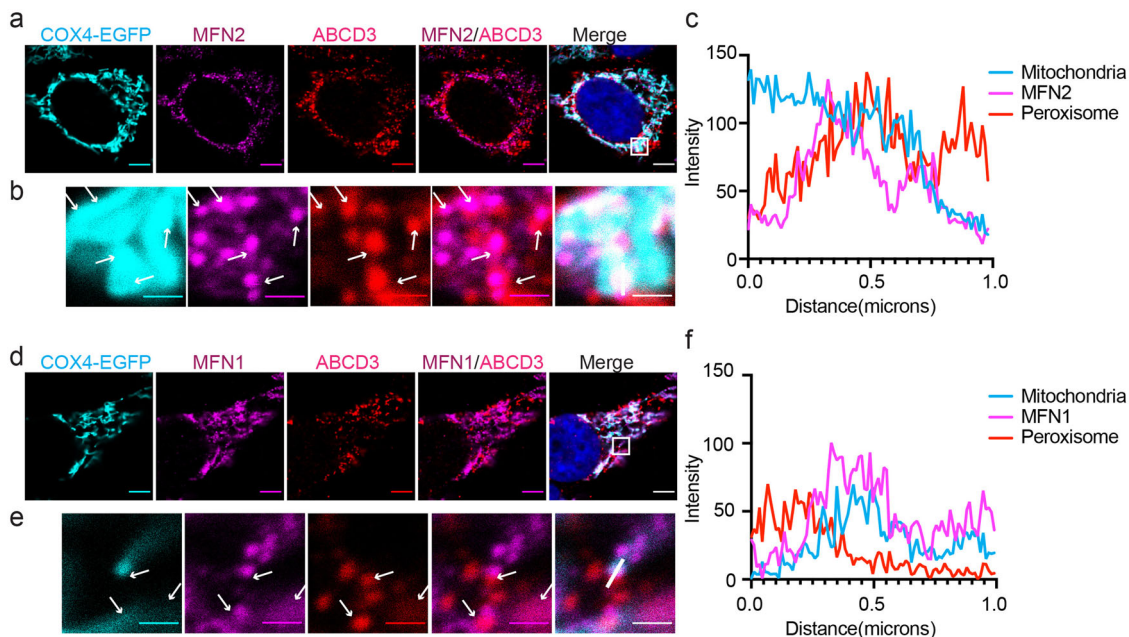 a
COX4-EGFP MFN2 ABCD3 MFN2/ABCD3 Merge
b
c
150
100
50
0
Intensity
0.0 0.5 1.0
Distance(microns)
Mitochondria
MFN2
Peroxisome
d
COX4-EGFP MFN1 ABCD3 MFN1/ABCD3 Merge
e
f
150
100
50
0
Intensity
0.0 0.5 1.0
Distance(microns)
Mitochondria
MFN1
Peroxisome